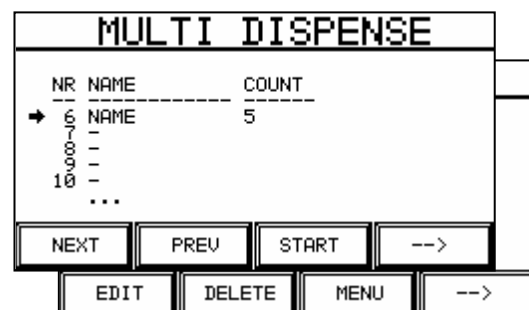 MULTI DISPENSE
NR NAME COUNT
6 NAME 5
7 -
8 -
9 -
10 -
...
NEXT PREV START -->
EDIT DELETE MENU -->